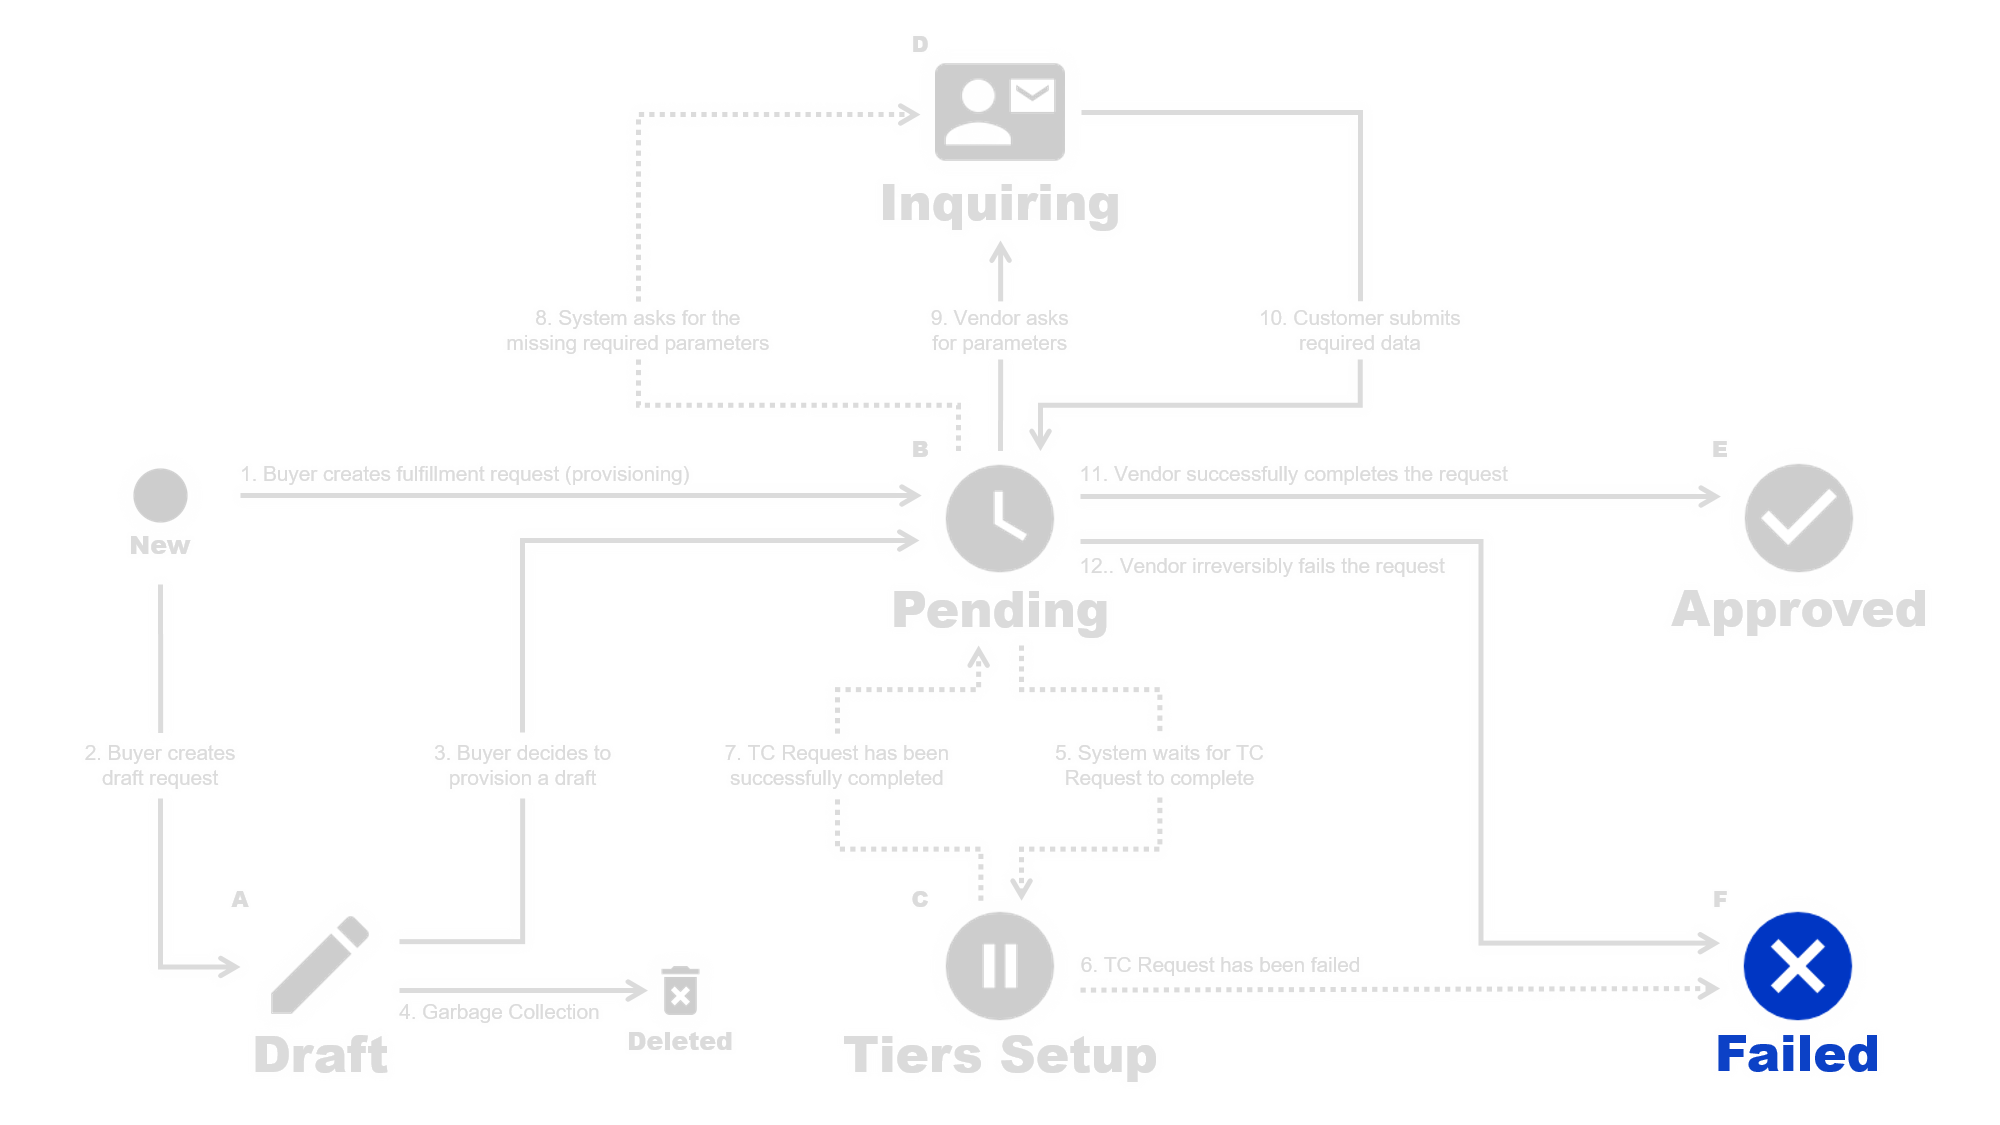 D
Inquiring
8. System asks for the
missing required parameters
9. Vendor asks
for parameters
10. Customer submits
required data
B
E
1. Buyer creates fulfillment request (provisioning)
11. Vendor successfully completes the request
New
12.. Vendor irreversibly fails the request
Pending
Approved
2. Buyer creates
draft request
3. Buyer decides to
provision a draft
7. TC Request has been
successfully completed
5. System waits for TC
Request to complete
A
C
F
6. TC Request has been failed
4. Garbage Collection
Deleted
Draft
Tiers Setup
Failed